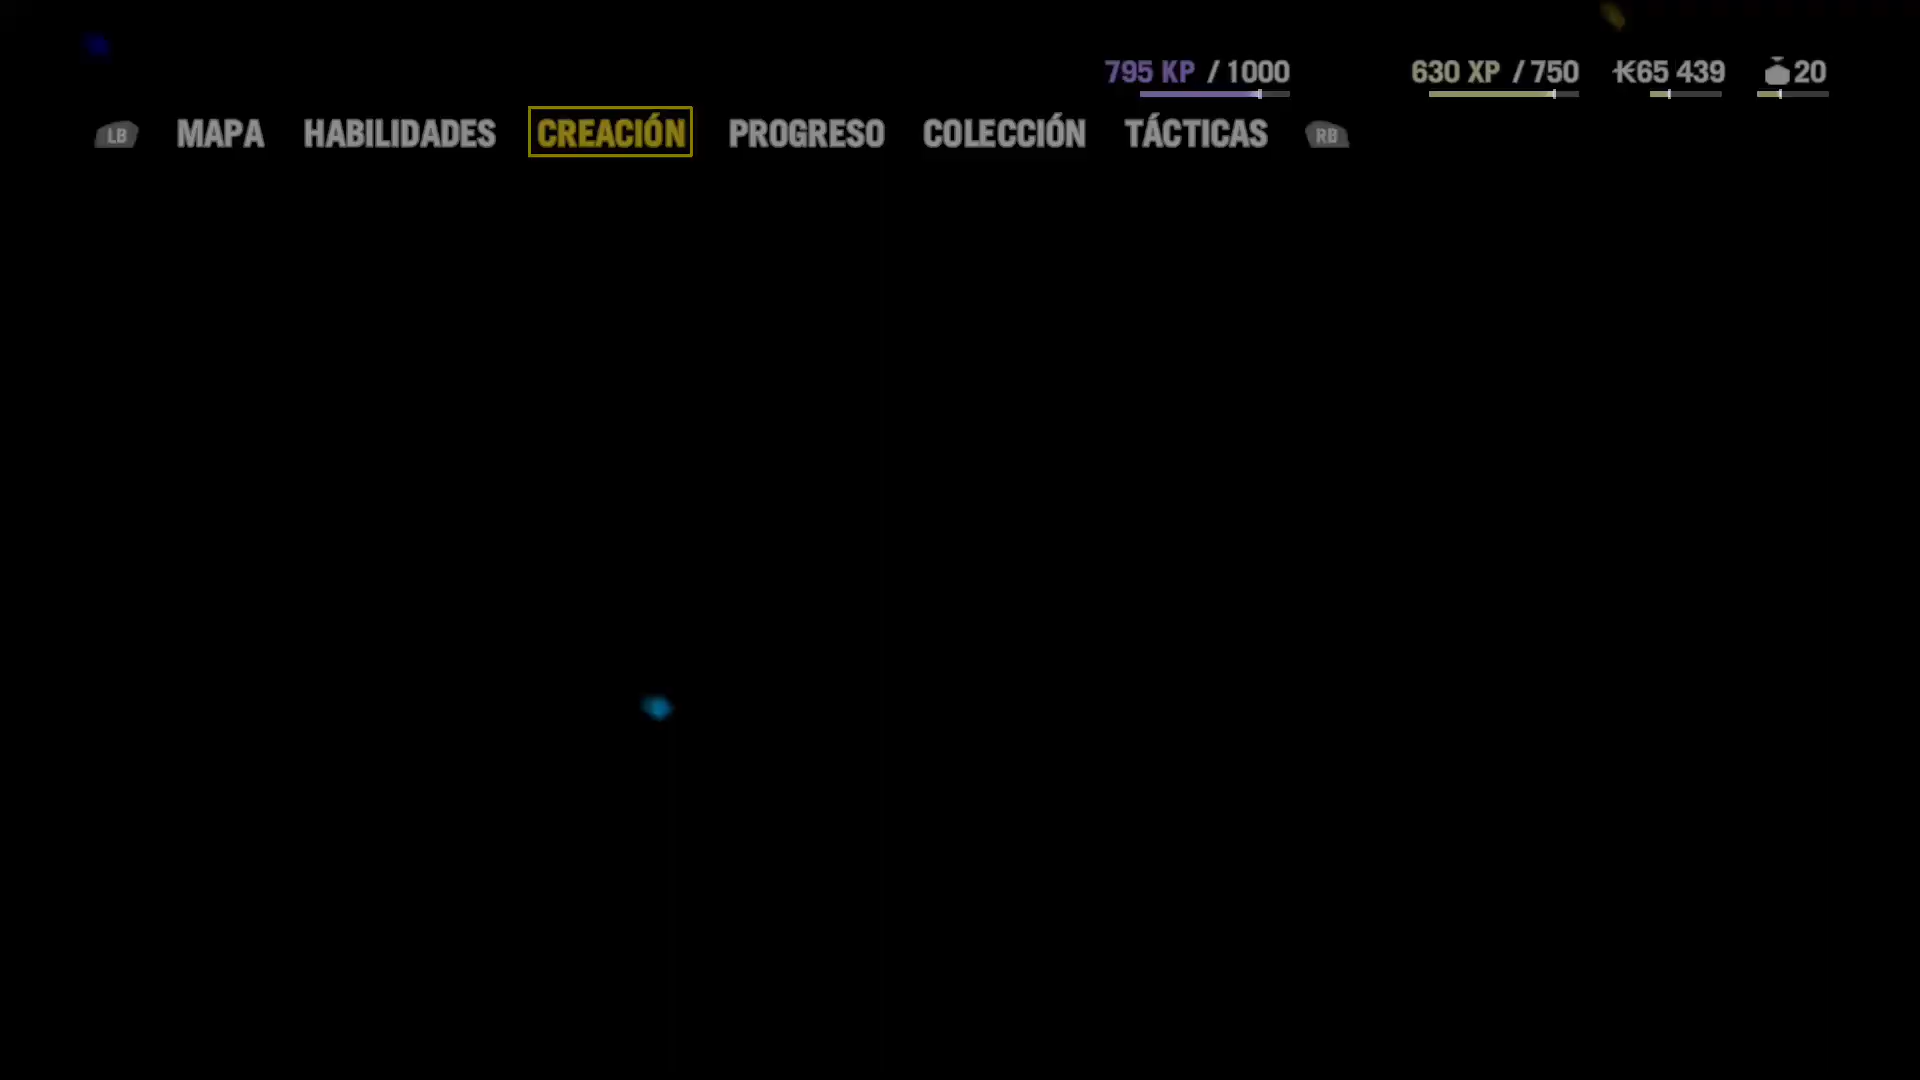 795 KP / 1000 630 XP / 750 ₭65 439 20
LB MAPA HABILIDADES CREACIÓN PROGRESO COLECCIÓN TÁCTICAS RB